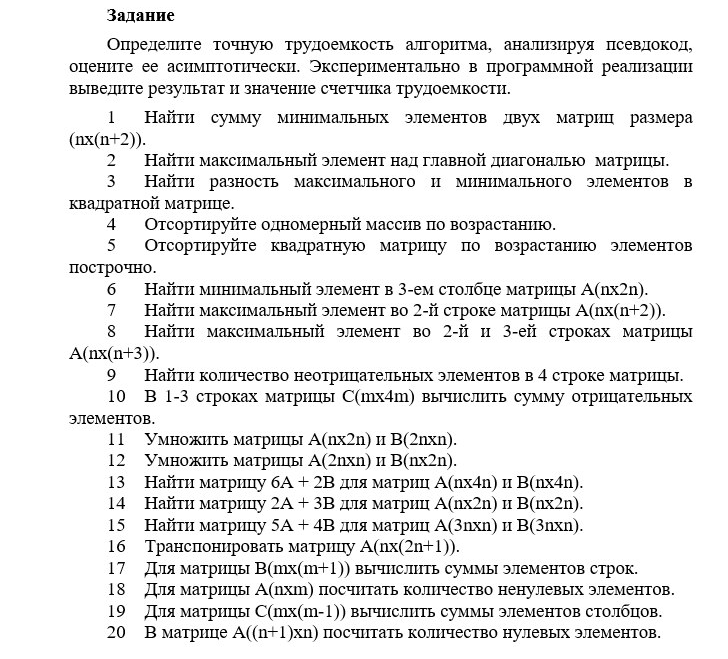 Задание
Определите точную трудоемкость алгоритма, анализируя псевдокод,
оцените ее асимптотически. Экспериментально в программной реализации
выведите результат и значение счетчика трудоемкости.
1 Найти сумму минимальных элементов двух матриц размера
(nx(n+2)).
2 Найти максимальный элемент над главной диагональю матрицы.
3 Найти разность максимального и минимального элементов в
квадратной матрице.
4 Отсортируйте одномерный массив по возрастанию.
5 Отсортируйте квадратную матрицу по возрастанию элементов
построчно.
6 Найти минимальный элемент в 3-ем столбце матрицы A(nx2n).
7 Найти максимальный элемент во 2-й строке матрицы A(nx(n+2)).
8 Найти максимальный элемент во 2-й и 3-ей строках матрицы
A(nx(n+3)).
9 Найти количество неотрицательных элементов в 4 строке матрицы.
10 В 1-3 строках матрицы C(mx4m) вычислить сумму отрицательных
элементов.
11 Умножить матрицы A(nx2n) и B(2nxn).
12 Умножить матрицы A(2nxn) и B(nx2n).
13 Найти матрицу 6A + 2B для матриц A(nx4n) и B(nx4n).
14 Найти матрицу 2A + 3B для матриц A(nx2n) и B(nx2n).
15 Найти матрицу 5A + 4B для матриц A(3nxn) и B(3nxn).
16 Транспонировать матрицу A(nx(2n+1)).
17 Для матрицы B(mx(m+1)) вычислить суммы элементов строк.
18 Для матрицы A(nxm) посчитать количество ненулевых элементов.
19 Для матрицы C(mx(m-1)) вычислить суммы элементов столбцов.
20 В матрице A((n+1)xn) посчитать количество нулевых элементов.